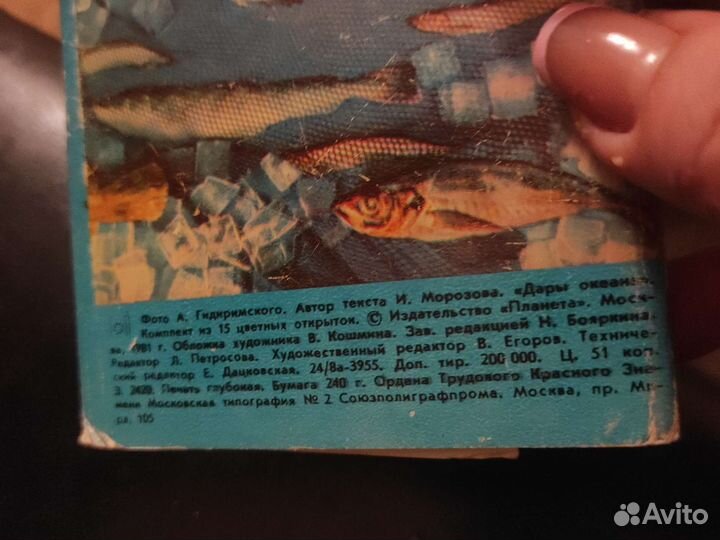 Фото А. Гидиримского. Автор текста И. Морозова. «Дары океана».
Комплект из 15 цветных открыток. © Издательство «Планета». Моск-
ва, 1981 г. Обложка художника В. Кошмина. Зав. редакцией Н. Бояркина.
Редактор Л. Петросова. Художественный редактор В. Егоров. Техниче-
ский редактор Е. Дацковская. 24/8а-3955. Доп. тир. 200 000. Ц. 51 коп.
З. 2420. Печать глубокая. Бумага 240 г. Ордена Трудового Красного Зна-
мени Московская типография № 2 Союзполиграфпрома. Москва, пр. Ми-
ра, 105
Avito